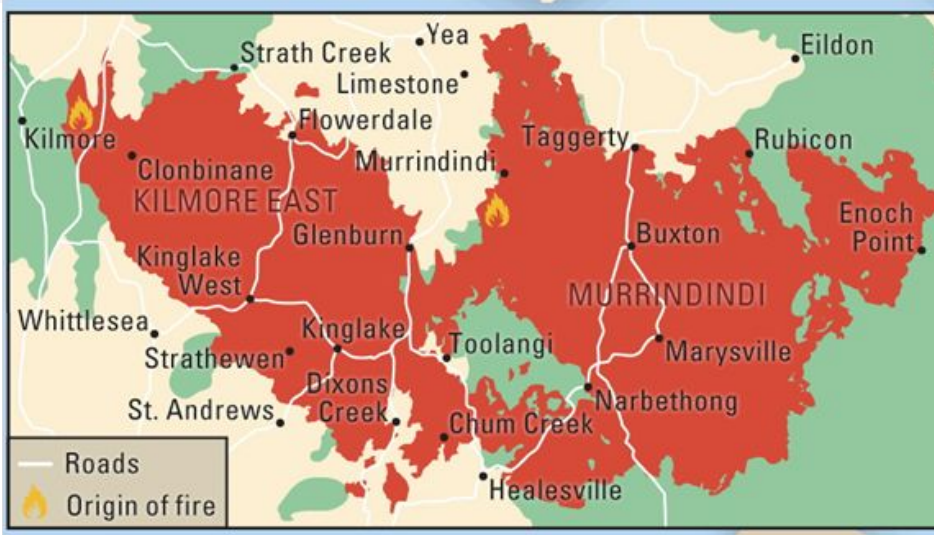 Yea
Eildon
Strath Creek
Limestone
Flowerdale
Kilmore
Taggerty
Rubicon
Clonbinane
Murrindindi
KILMORE EAST
Enoch
Point
Glenburn
Buxton
Kinglake
West
MURRINDINDI
Whittlesea
Kinglake
Toolangi
Marysville
Strathewen
Dixons
Creek
Narbethong
St. Andrews
Chum Creek
Healesville
Roads
Origin of fire